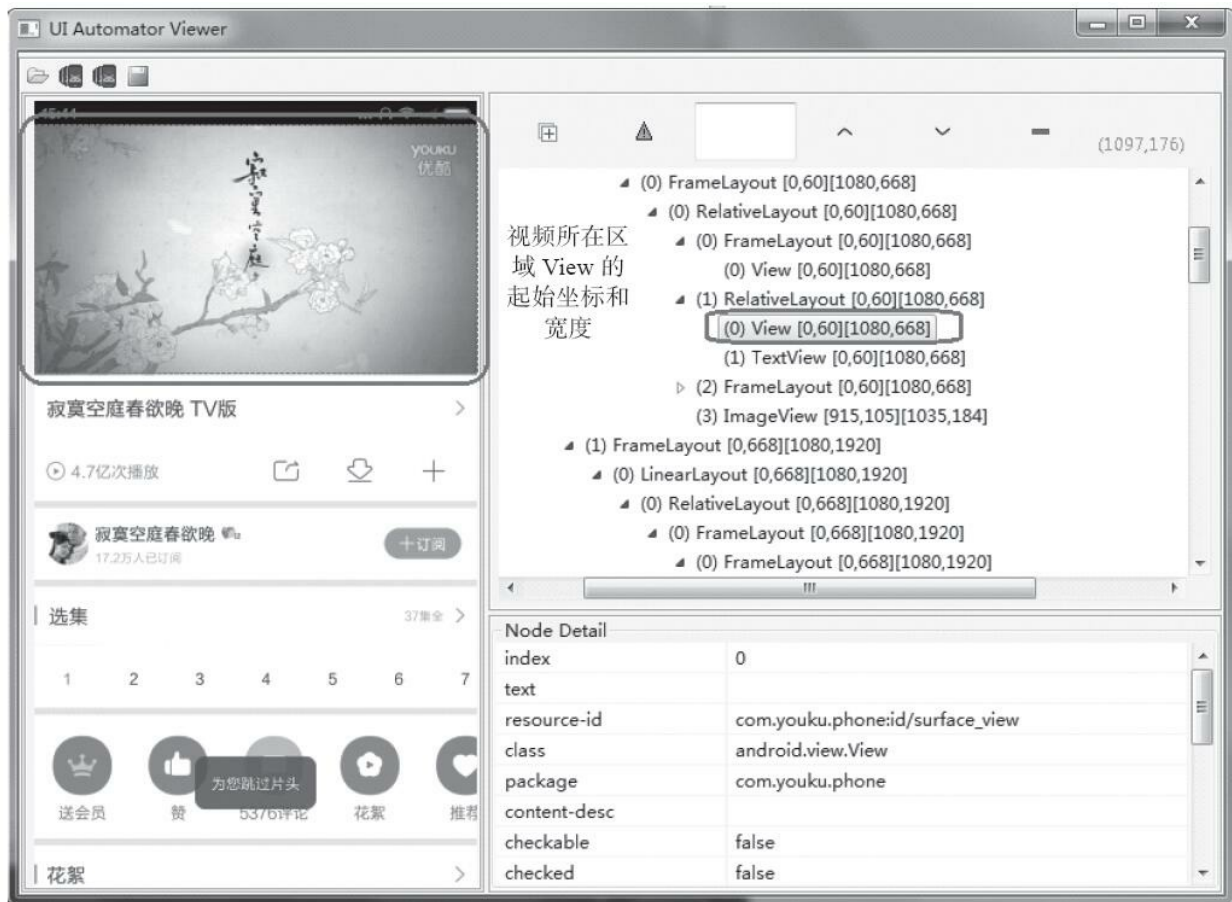 UI Automator Viewer
youku
优酷
寂寞空庭
寂寞空庭春欲晚 TV版
4.7亿次播放
寂寞空庭春欲晚
17.2万人已订阅
+订阅
选集
37集全
1 2 3 4 5 6 7
为您跳过片头
送会员
赞
5376评论
花絮
推荐
花絮
(1097,176)
视频所在区
域 View 的
起始坐标和
宽度
(0) FrameLayout [0,60][1080,668]
(0) RelativeLayout [0,60][1080,668]
(0) FrameLayout [0,60][1080,668]
(0) View [0,60][1080,668]
(1) RelativeLayout [0,60][1080,668]
(0) View [0,60][1080,668]
(1) TextView [0,60][1080,668]
(2) FrameLayout [0,60][1080,668]
(3) ImageView [915,105][1035,184]
(1) FrameLayout [0,668][1080,1920]
(0) LinearLayout [0,668][1080,1920]
(0) RelativeLayout [0,668][1080,1920]
(0) FrameLayout [0,668][1080,1920]
(0) FrameLayout [0,668][1080,1920]
Node Detail
index 0
text
resource-id com.youku.phone:id/surface_view
class android.view.View
package com.youku.phone
content-desc
checkable false
checked false